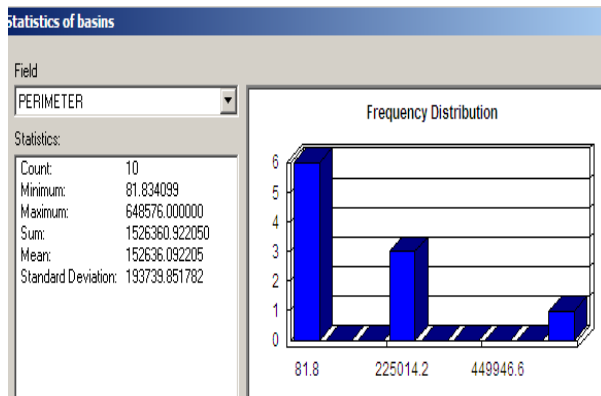 Statistics of basins
Field
PERIMETER
Statistics:
Count: 10
Minimum: 81.834099
Maximum: 648576.000000
Sum: 1526360.922050
Mean: 152636.092205
Standard Deviation: 193739.851782
Frequency Distribution
6
5
4
3
2
1
0
81.8 225014.2 449946.6